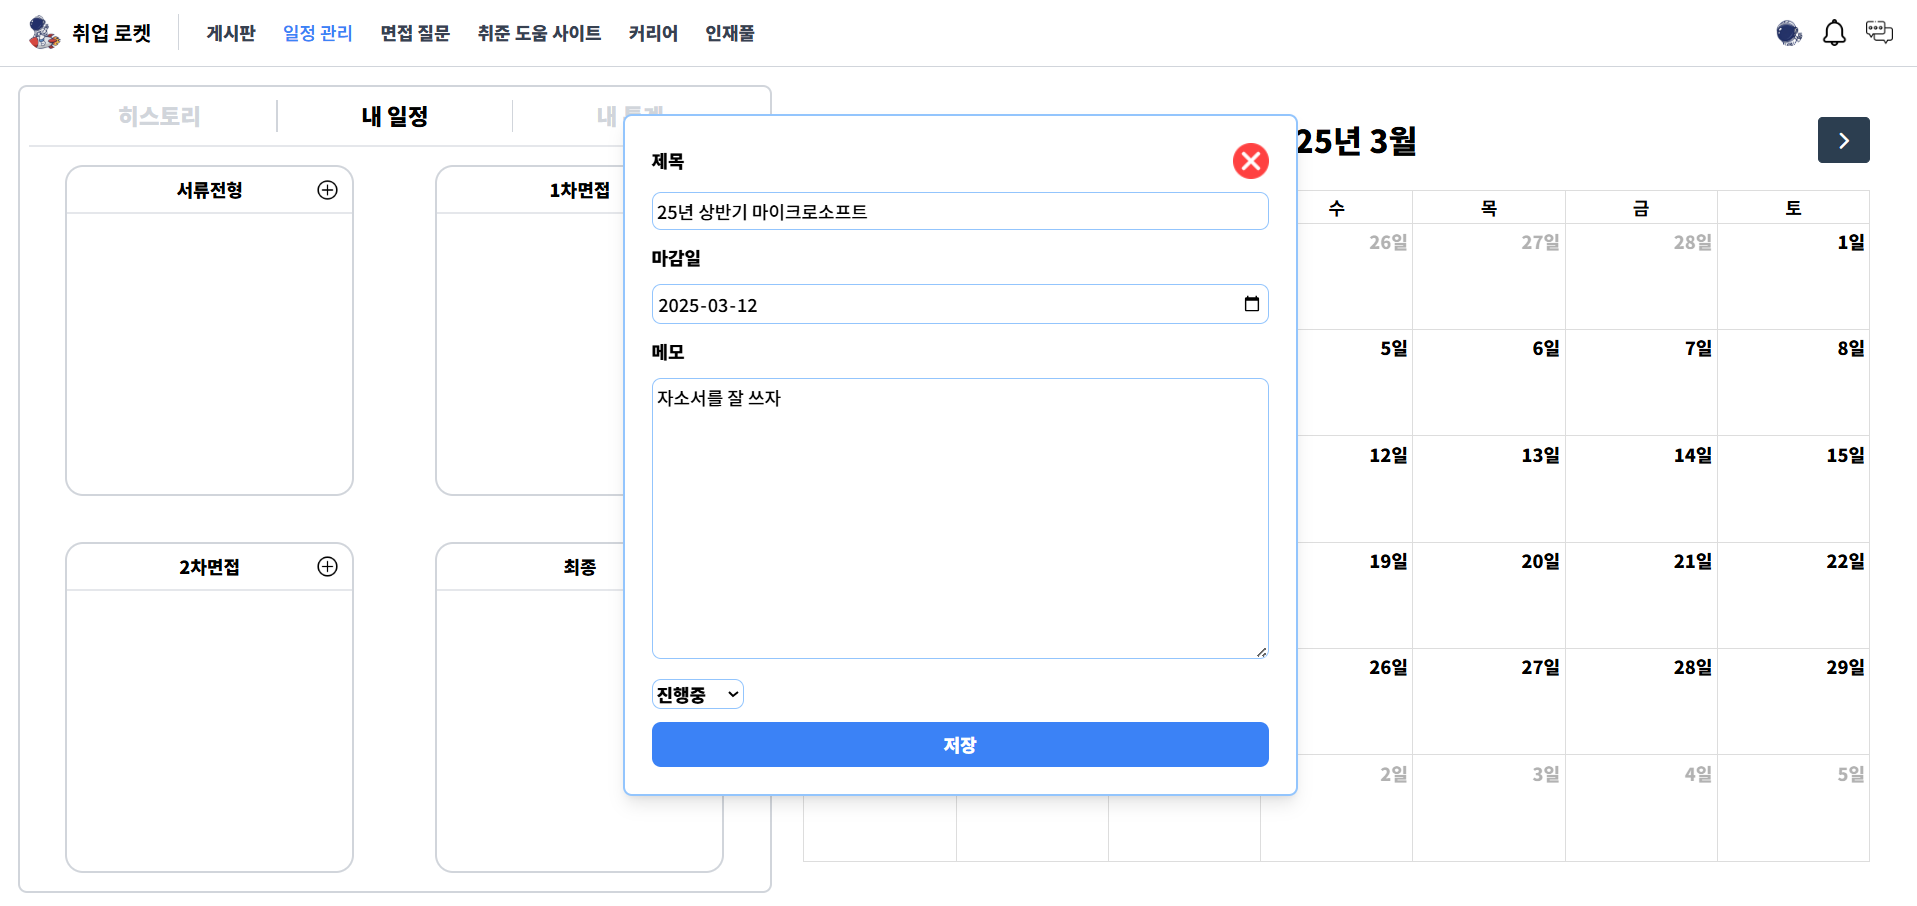 취업 로켓
게시판 일정 관리 면접 질문 취준 도움 사이트 커리어 인재풀
히스토리 내 일정
서류전형
1차면접
2차면접
최종
제목
25년 상반기 마이크로소프트
마감일
2025-03-12
메모
자소서를 잘 쓰자
진행중
저장
25년 3월
수 목 금 토
26일 27일 28일 1일
5일 6일 7일 8일
12일 13일 14일 15일
19일 20일 21일 22일
26일 27일 28일 29일
2일 3일 4일 5일